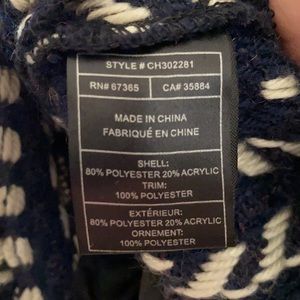 STYLE # CH302281
RN# 67365 CA# 35884
MADE IN CHINA
FABRIQUÉ EN CHINE
SHELL:
80% POLYESTER 20% ACRYLIC
TRIM:
100% POLYESTER
EXTÉRIEUR:
80% POLYESTER 20% ACRYLIC
ORNEMENT:
100% POLYESTER